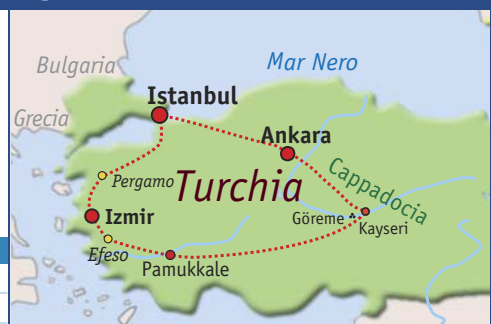 Bulgaria
Mar Nero
Istanbul
Grecia
Ankara
Pergamo
Turchia
Cappadocia
Izmir
Göreme
Kayseri
Efeso
Pamukkale